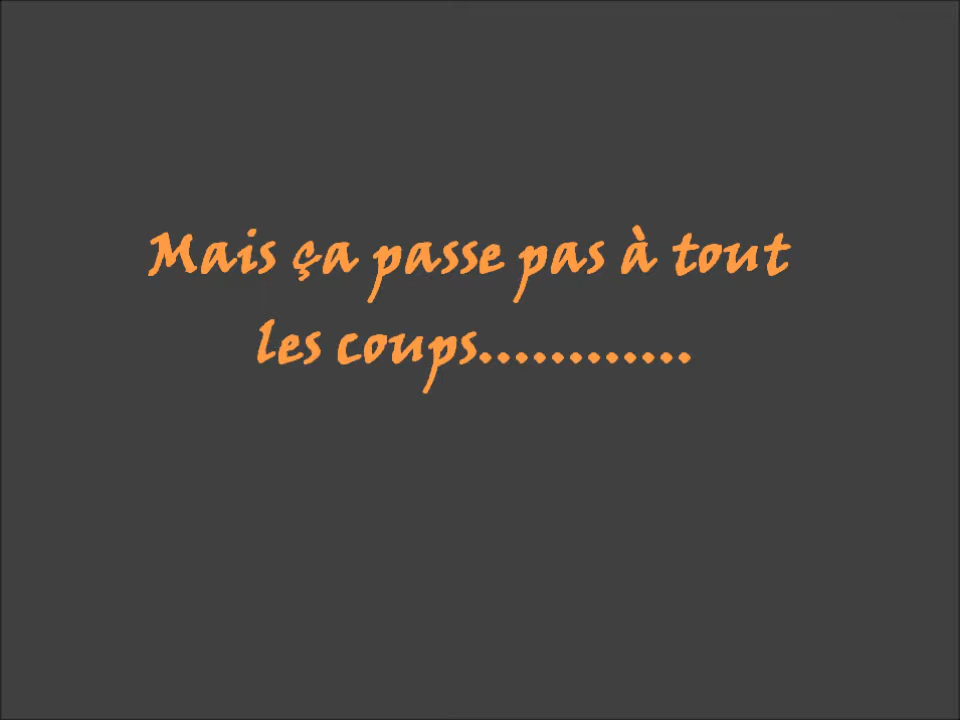 Mais ça passe pas à tout
les coups............